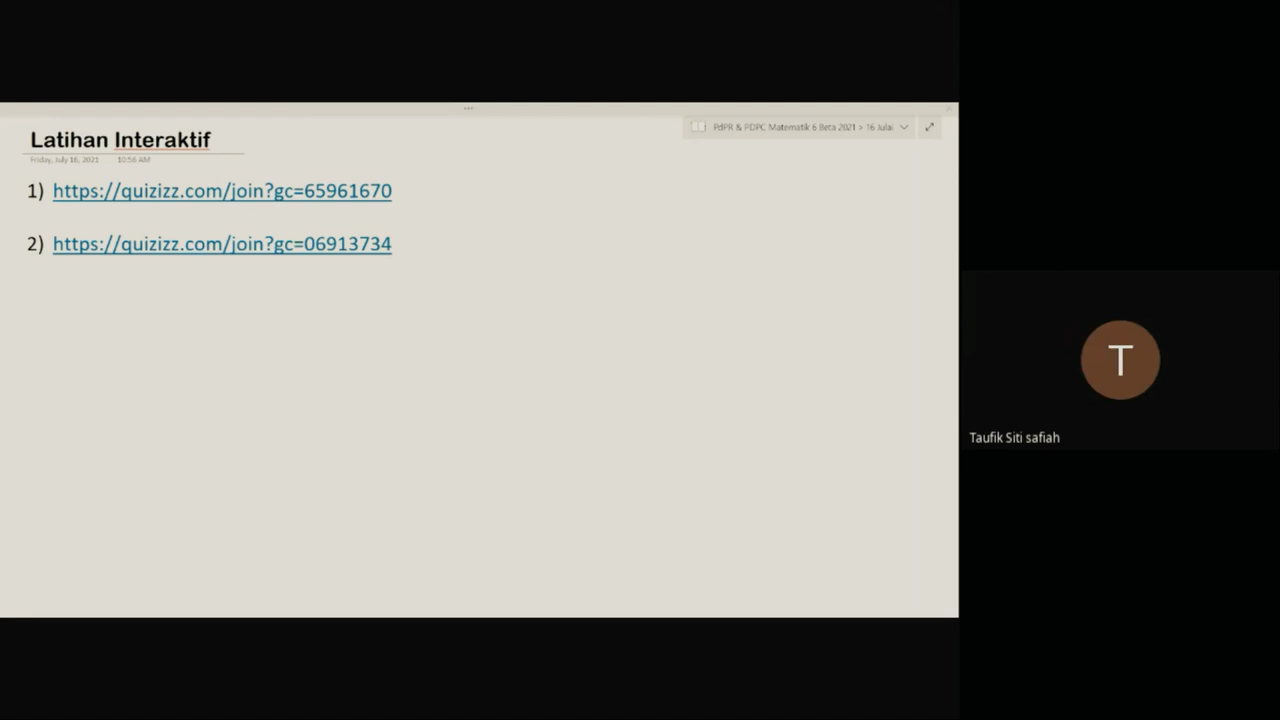 Latihan Interaktif
Friday, July 16, 2021 10:56 AM
PdPR & PDPC Matematik 6 Beta 2021 > 16 Julai
1) https://quizizz.com/join?gc=65961670
2) https://quizizz.com/join?gc=06913734
T
Taufik Siti safiah